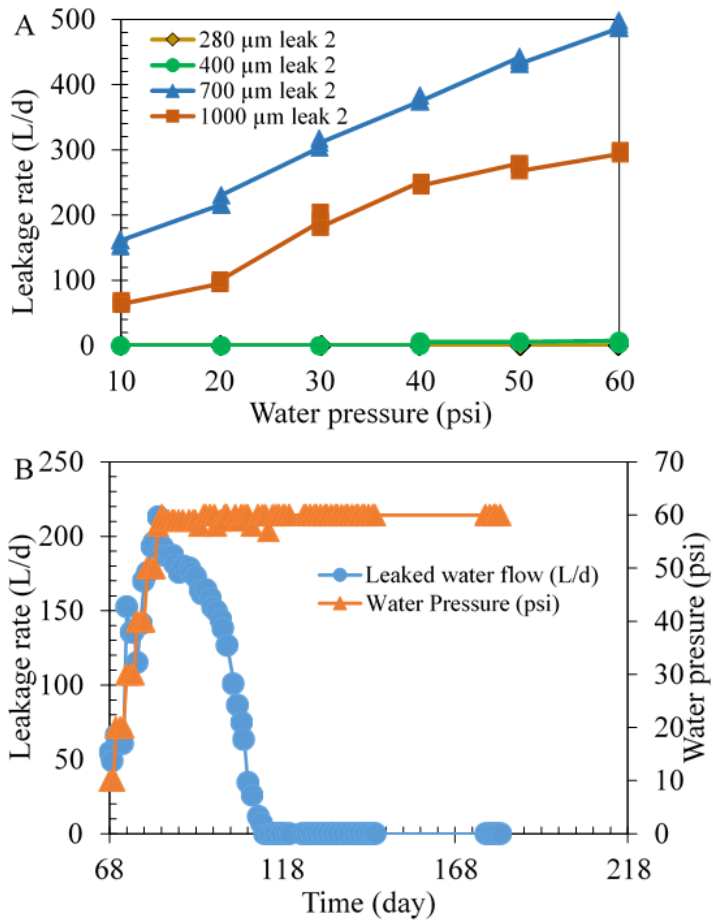 A
500
400
300
200
100
0
Leakage rate (L/d)
280 µm leak 2
400 µm leak 2
700 µm leak 2
1000 µm leak 2
10 20 30 40 50 60
Water pressure (psi)
B
250
200
150
100
50
0
Leakage rate (L/d)
Leaked water flow (L/d)
Water Pressure (psi)
70
60
50
40
30
20
10
0
Water presure (psi)
68 118 168 218
Time (day)